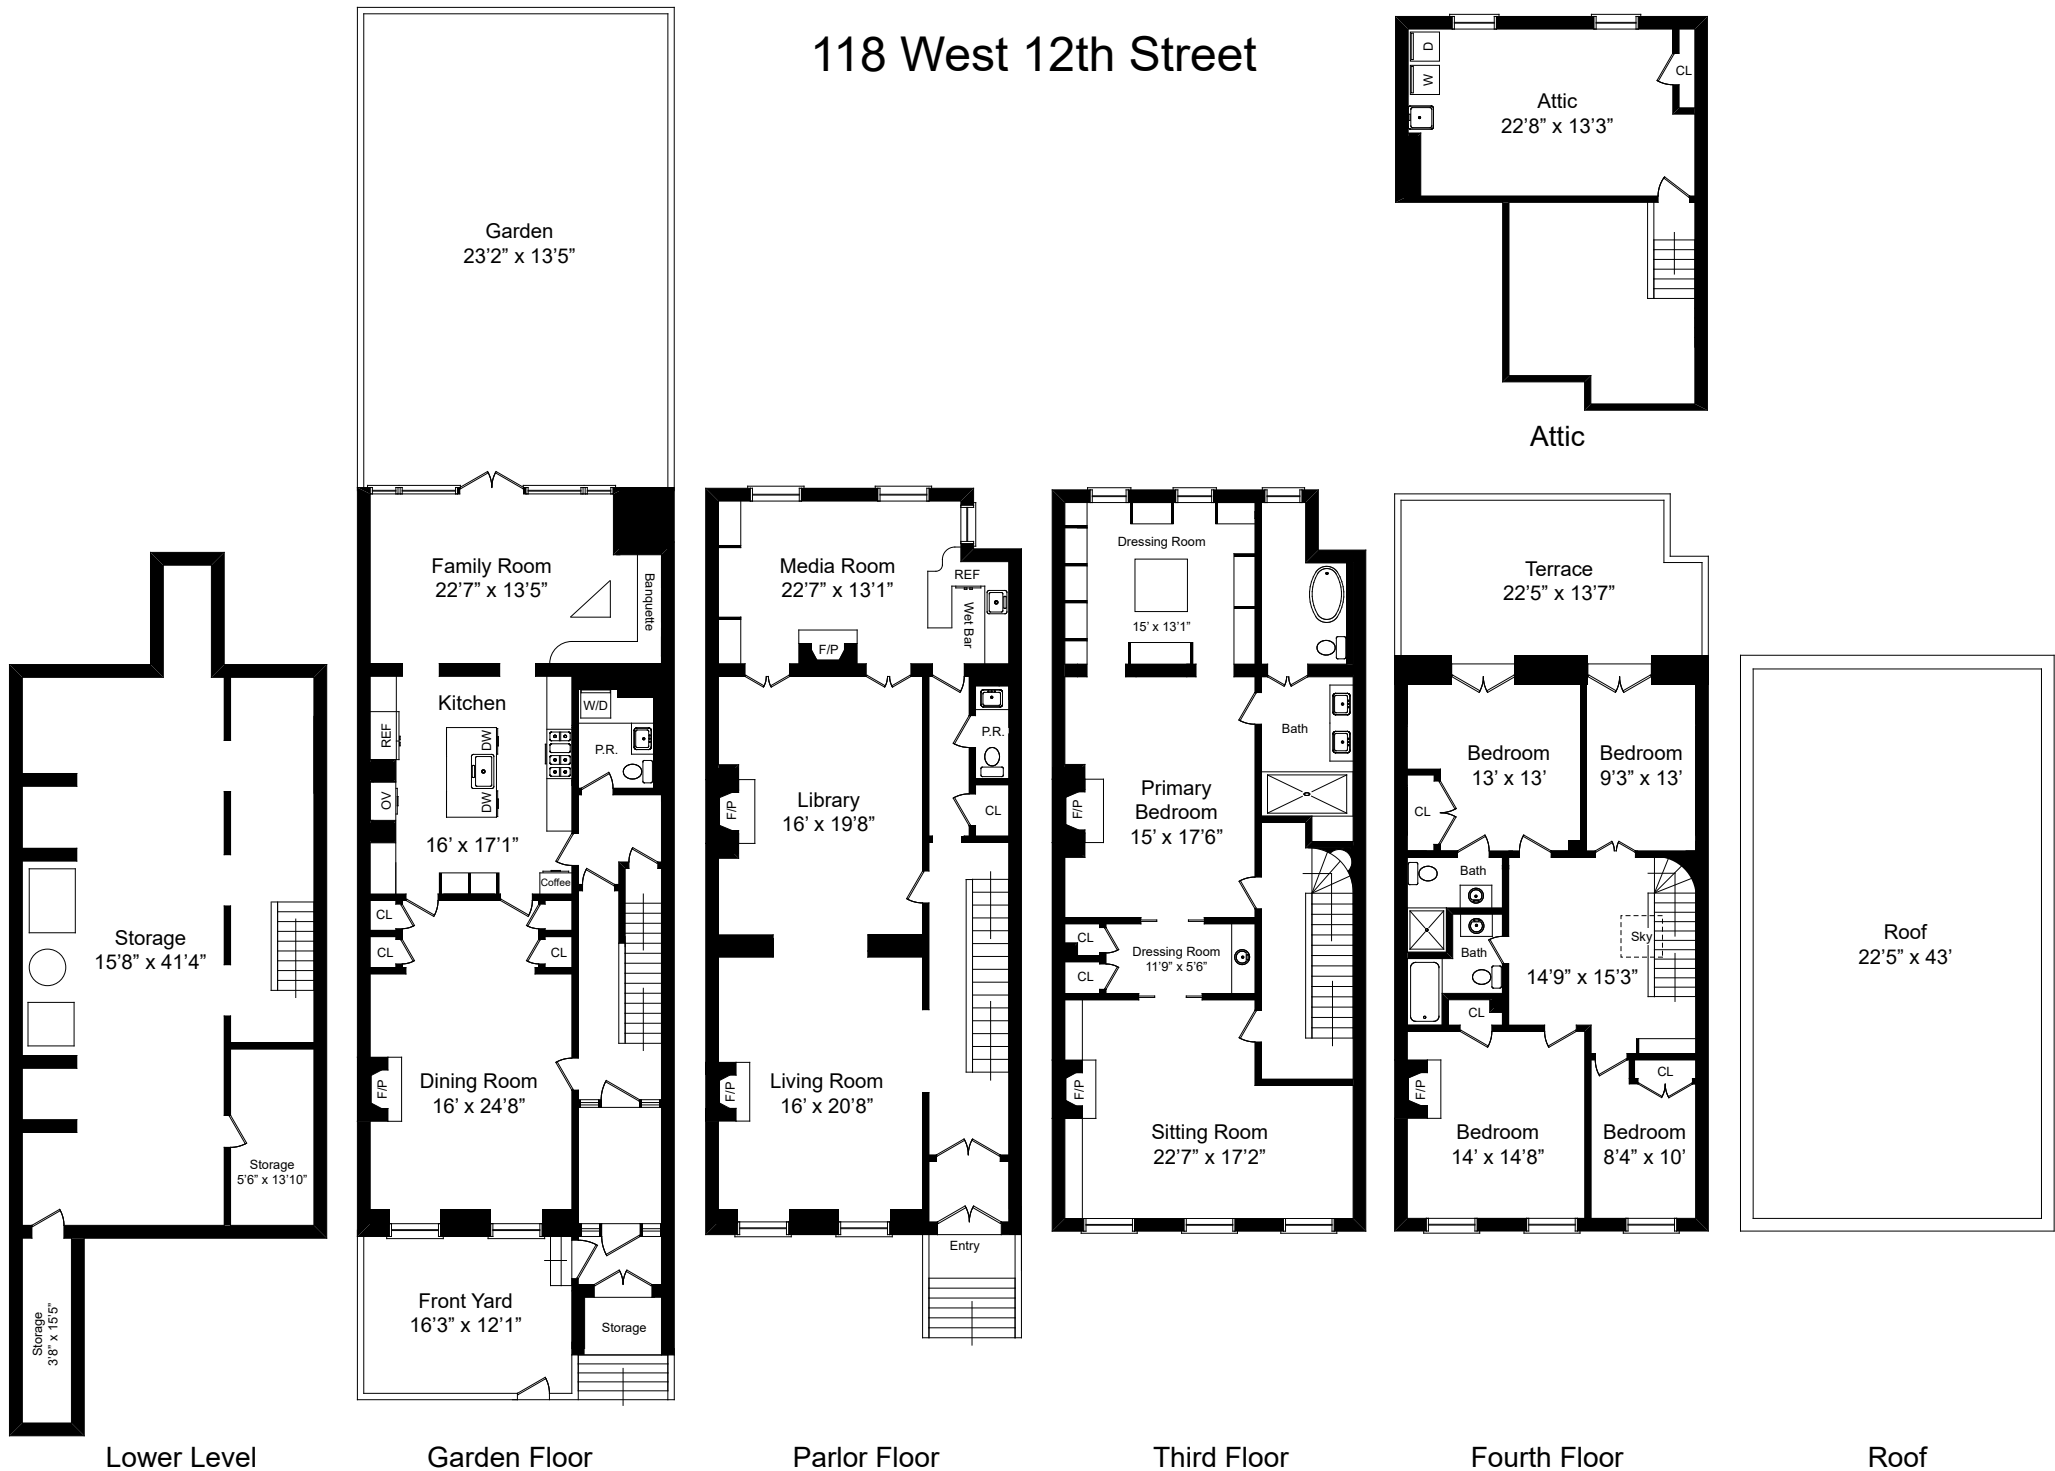 118 West 12th Street
D
W
CL
Attic
22’8” x 13’3”
Attic
Garden
23’2” x 13’5”
Storage
15’8” x 41’4”
Storage
5’6” x 13’10”
Storage
3’8” x 15’5”
Lower Level
Family Room
22’7” x 13’5”
Banquette
Kitchen
REF
DW
OV
DW
16’ x 17’1”
W/D
P.R.
Coffee
CL
CL
CL
F/P
Dining Room
16’ x 24’8”
Front Yard
16’3” x 12’1”
Storage
Garden Floor
Media Room
22’7” x 13’1”
REF
Wet Bar
F/P
P.R.
CL
F/P
Library
16’ x 19’8”
F/P
Living Room
16’ x 20’8”
Entry
Parlor Floor
Dressing Room
15’ x 13’1”
Bath
F/P
Primary
Bedroom
15’ x 17’6”
CL
CL
Dressing Room
11’9” x 5’6”
F/P
Sitting Room
22’7” x 17’2”
Third Floor
Terrace
22’5” x 13’7”
Bedroom
13’ x 13’
Bedroom
9’3” x 13’
CL
Bath
Bath
Sky
14’9” x 15’3”
CL
CL
F/P
Bedroom
14’ x 14’8”
Bedroom
8’4” x 10’
Fourth Floor
Roof
22’5” x 43’
Roof